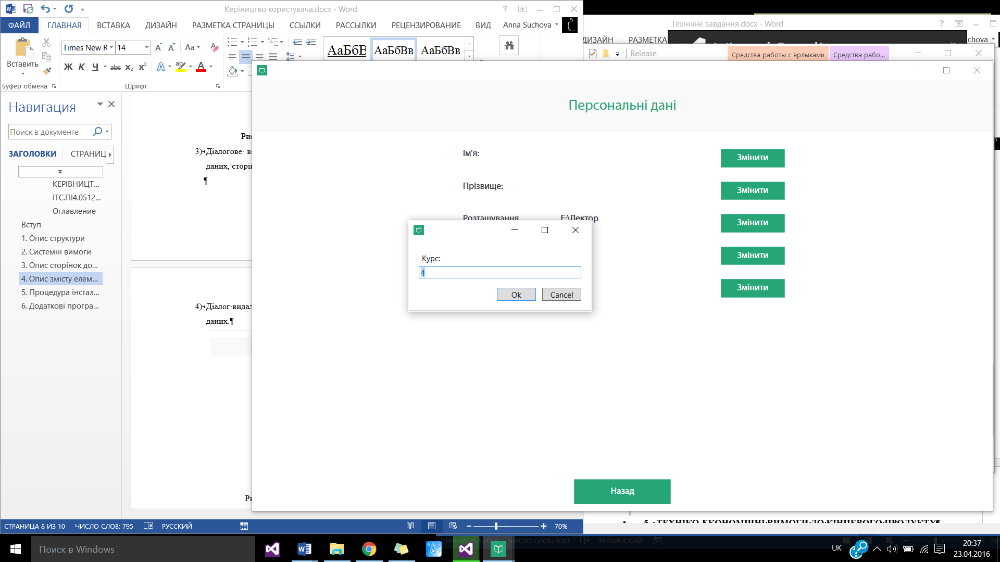 Керіництво користувача.docx - Word
ФАЙЛ ГЛАВНАЯ ВСТАВКА ДИЗАЙН РАЗМЕТКА СТРАНИЦЫ ССЫЛКИ РАССЫЛКИ РЕЦЕНЗИРОВАНИЕ ВИД Anna Suchova
Вставить
Times New R 14
Aa
Ж К Ч abc x₂ x²
АаБбВ АаБбВв АаБбВв
Буфер обмена Шрифт
Технічне завдання.docx - Word
ДИЗАЙН РАЗМЕТКА chova
Release Средства работы с ярлыками Средства рабо...
Навигация
Поиск в документе
ЗАГОЛОВКИ СТРАНИЦ
КЕРІВНИЦТ...
ІТС.ПІ4.0512...
Оглавление
Вступ
1. Опис структури
2. Системні вимоги
3. Опис сторінок до...
4. Опис змісту елем...
5. Процедура інстал...
6. Додаткові програ...
Рис
3) Діалогове ві
даних, сторін
¶
4) Діалог видал
даних.¶
Ри
Персональні дані
Ім'я: Змінити
Прізвище: Змінити
Розташування E:\Лектор Змінити
Змінити
Змінити
Курс:
4
Ok Cancel
Назад
5. ТЕХНІКО-ЕКОНОМІЧНІ ВИМОГИ ДО КІНЦЕВОГО ПРОДУКТУ¶
СТРАНИЦА 8 ИЗ 10 ЧИСЛО СЛОВ: 795 РУССКИЙ 70%
ЧИСЛО СЛОВ: 1083 УКРАИНСКИЙ
Поиск в Windows
UK
20:37
23.04.2016